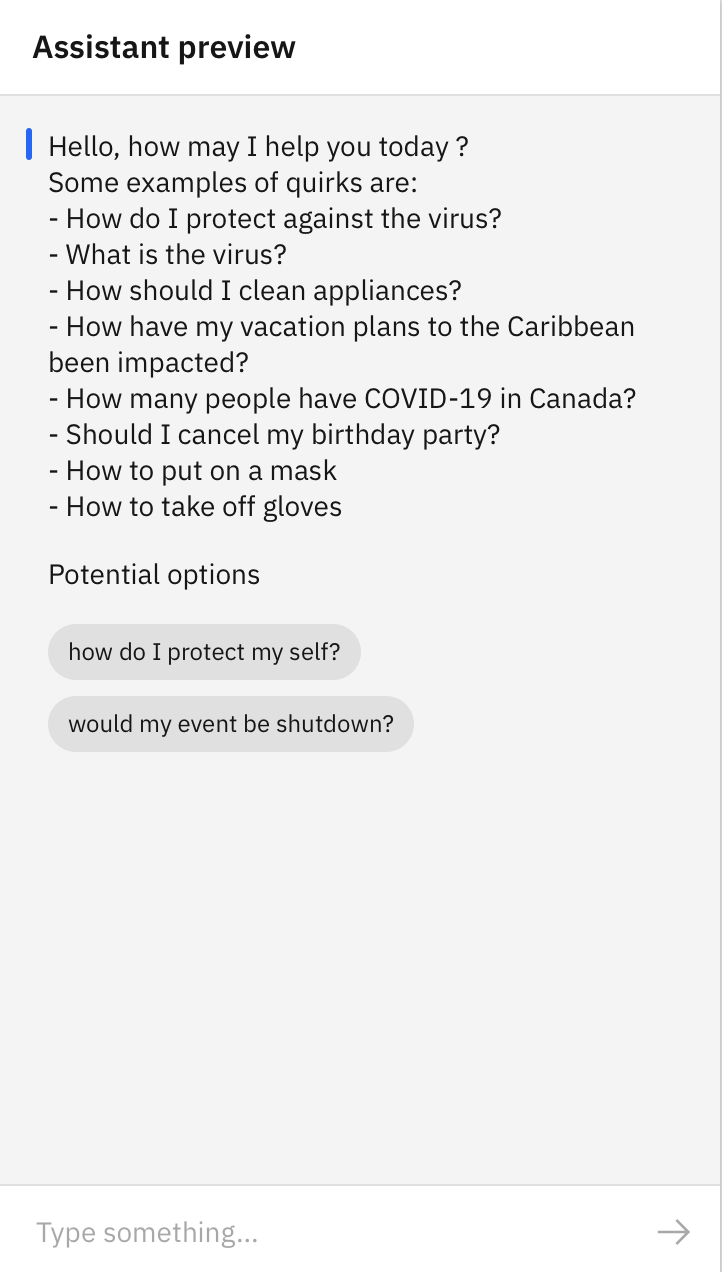 Assistant preview
Hello, how may I help you today ?
Some examples of quirks are:
- How do I protect against the virus?
- What is the virus?
- How should I clean appliances?
- How have my vacation plans to the Caribbean
been impacted?
- How many people have COVID-19 in Canada?
- Should I cancel my birthday party?
- How to put on a mask
- How to take off gloves
Potential options
how do I protect my self?
would my event be shutdown?
Type something...